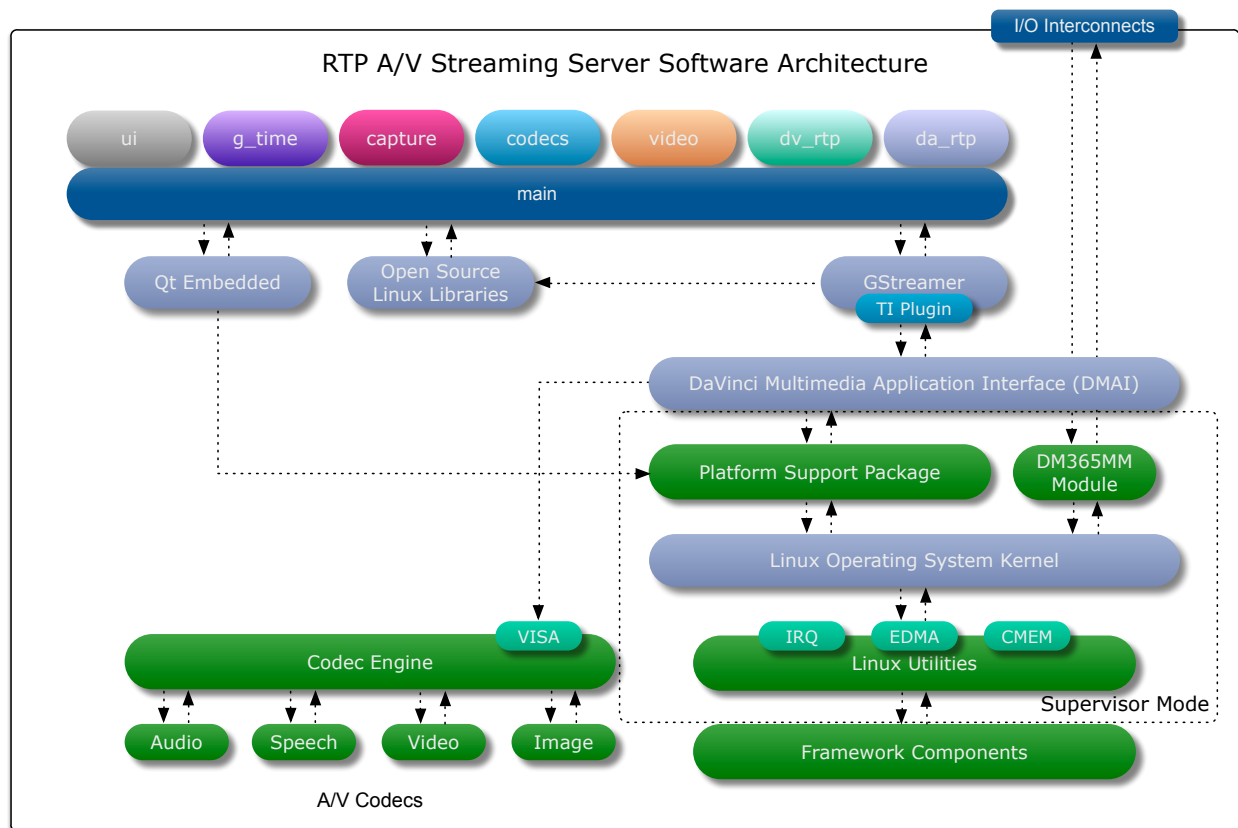 I/O Interconnects
RTP A/V Streaming Server Software Architecture
ui
g_time
capture
codecs
video
dv_rtp
da_rtp
main
Qt Embedded
Open Source
Linux Libraries
GStreamer
TI Plugin
DaVinci Multimedia Application Interface (DMAI)
Platform Support Package
DM365MM
Module
Linux Operating System Kernel
VISA
Codec Engine
IRQ
EDMA
CMEM
Linux Utilities
Supervisor Mode
Audio
Speech
Video
Image
Framework Components
A/V Codecs